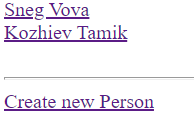 Sneg Vova
Kozhiev Tamik
Create new Person